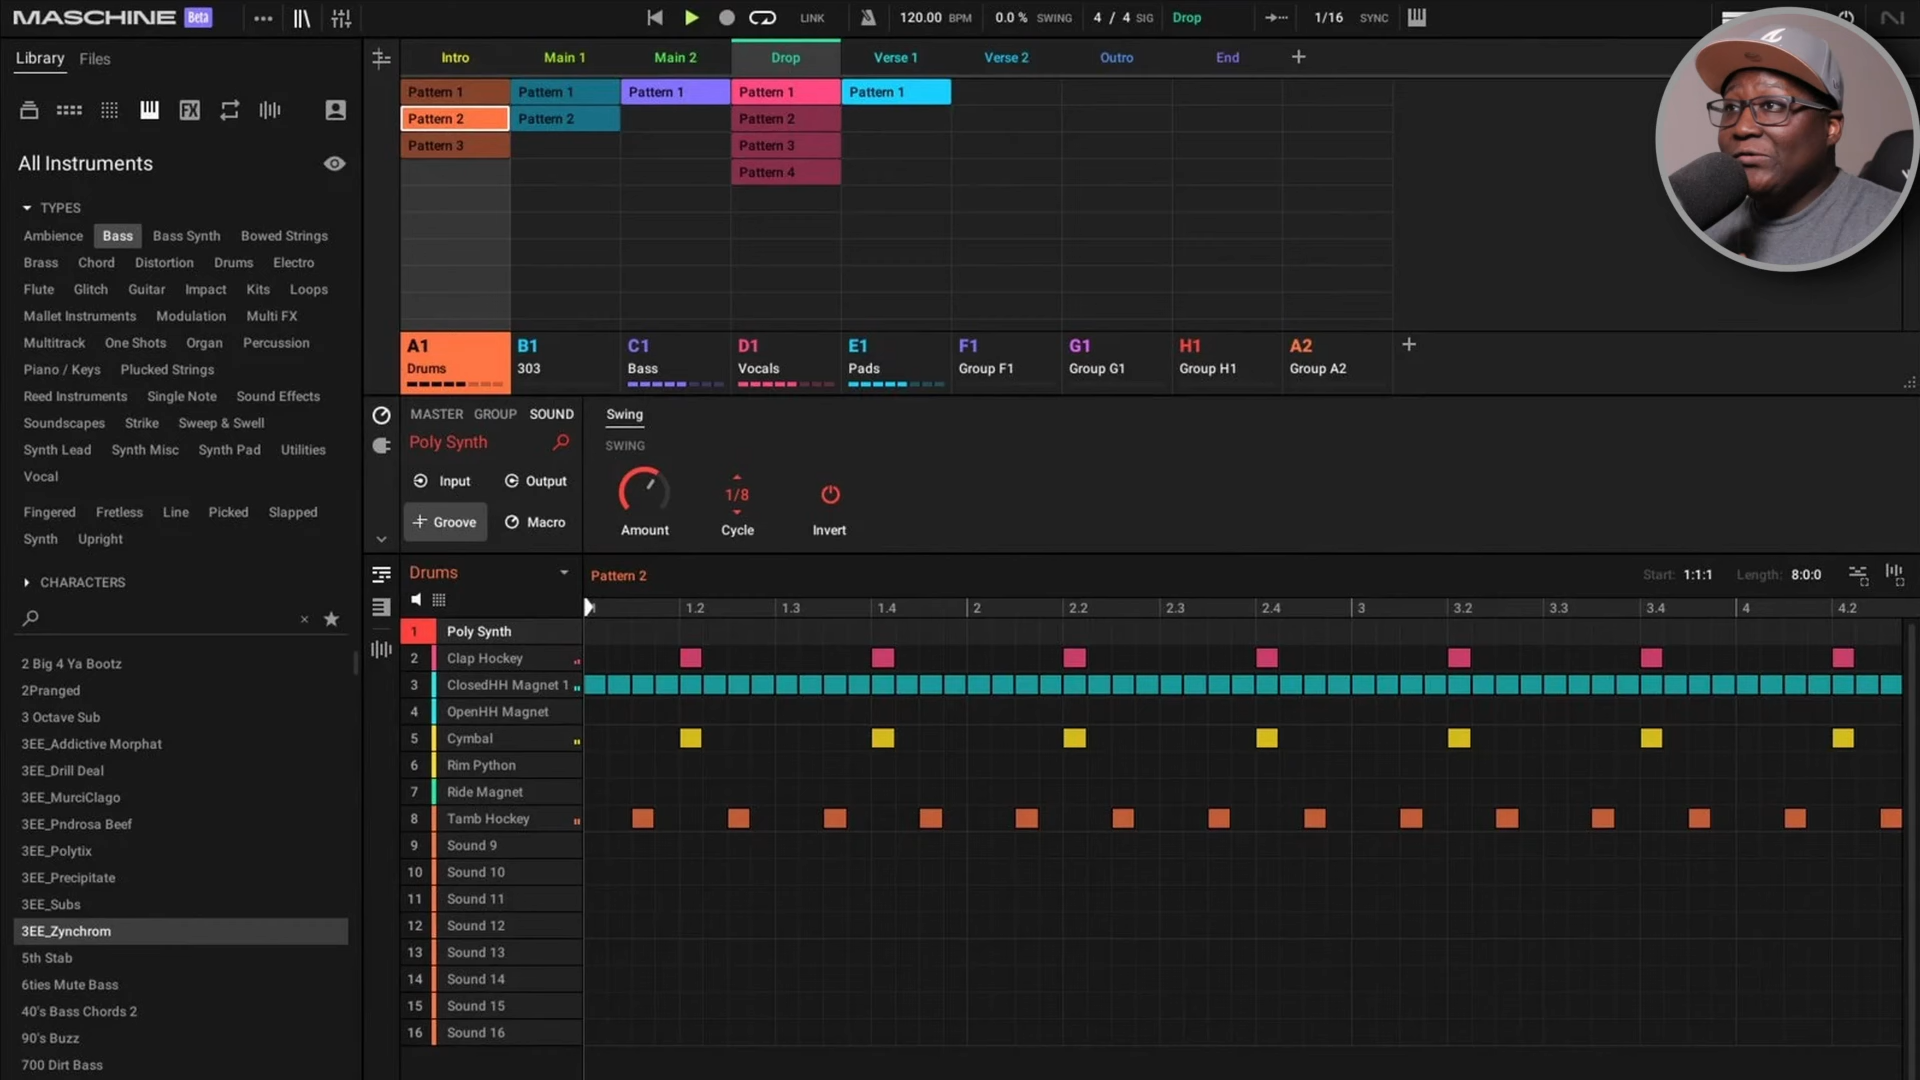 MASCHINE Beta
LINK 120.00 BPM 0.0 % SWING 4 / 4 SIG Drop 1/16 SYNC
Library Files
Intro Main 1 Main 2 Drop Verse 1 Verse 2 Outro End
Pattern 1 Pattern 1 Pattern 1 Pattern 1 Pattern 1
FX
Pattern 2 Pattern 2 Pattern 2
Pattern 3 Pattern 3
Pattern 4
All Instruments
TYPES
Ambience Bass Bass Synth Bowed Strings
Brass Chord Distortion Drums Electro
Flute Glitch Guitar Impact Kits Loops
Mallet Instruments Modulation Multi FX
Multitrack One Shots Organ Percussion
Piano / Keys Plucked Strings
Reed Instruments Single Note Sound Effects
Soundscapes Strike Sweep & Swell
Synth Lead Synth Misc Synth Pad Utilities
Vocal
Fingered Fretless Line Picked Slapped
Synth Upright
CHARACTERS
2 Big 4 Ya Bootz
2Pranged
3 Octave Sub
3EE_Addictive Morphat
3EE_Drill Deal
3EE_MurciClago
3EE_Pndrosa Beef
3EE_Polytix
3EE_Precipitate
3EE_Subs
3EE_Zynchrom
5th Stab
6ties Mute Bass
40's Bass Chords 2
90's Buzz
700 Dirt Bass
A1 B1 C1 D1 E1 F1 G1 H1 A2
Drums 303 Bass Vocals Pads Group F1 Group G1 Group H1 Group A2
MASTER GROUP SOUND Swing
Poly Synth SWING
Input Output 1/8
Groove Macro Amount Cycle Invert
Drums Pattern 2 Start: 1:1:1 Length: 8:0:0
1.2 1.3 1.4 2 2.2 2.3 2.4 3 3.2 3.3 3.4 4 4.2
1 Poly Synth
2 Clap Hockey
3 ClosedHH Magnet 1
4 OpenHH Magnet
5 Cymbal
6 Rim Python
7 Ride Magnet
8 Tamb Hockey
9 Sound 9
10 Sound 10
11 Sound 11
12 Sound 12
13 Sound 13
14 Sound 14
15 Sound 15
16 Sound 16